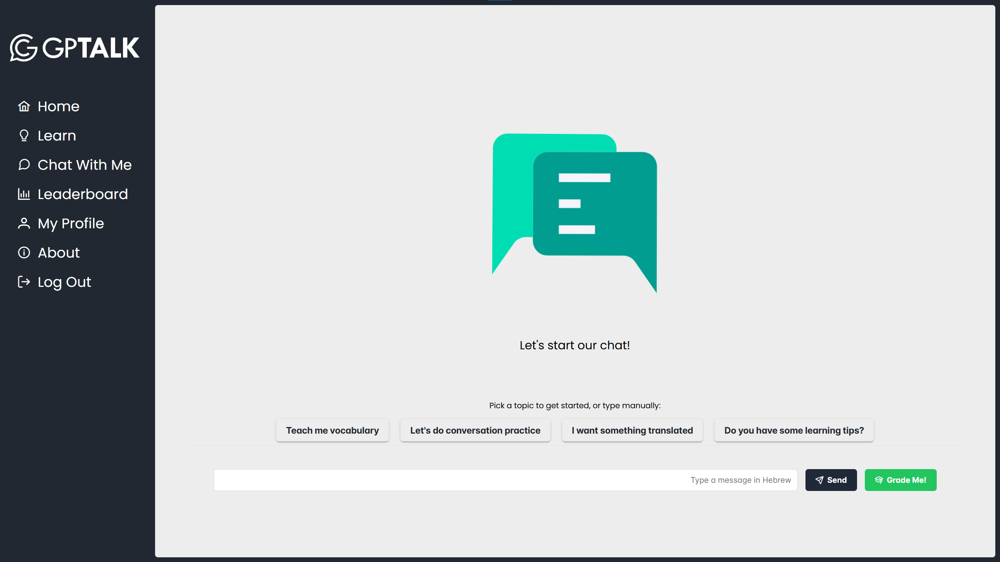 GPTALK
Home
Learn
Chat With Me
Leaderboard
My Profile
About
Log Out
Let's start our chat!
Pick a topic to get started, or type manually:
Teach me vocabulary
Let's do conversation practice
I want something translated
Do you have some learning tips?
Type a message in Hebrew
Send
Grade Me!